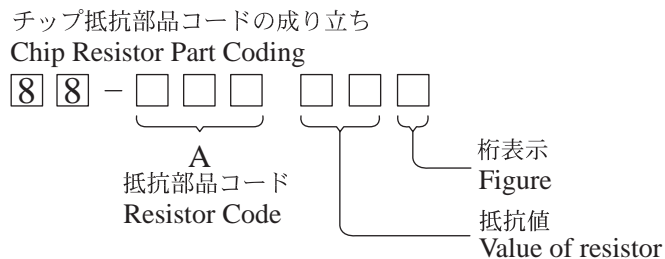 チップ抵抗部品コードの成り立ち
Chip Resistor Part Coding
8 8 − □ □ □ □ □ □
A
抵抗部品コード
Resistor Code
桁表示
Figure
抵抗値
Value of resistor